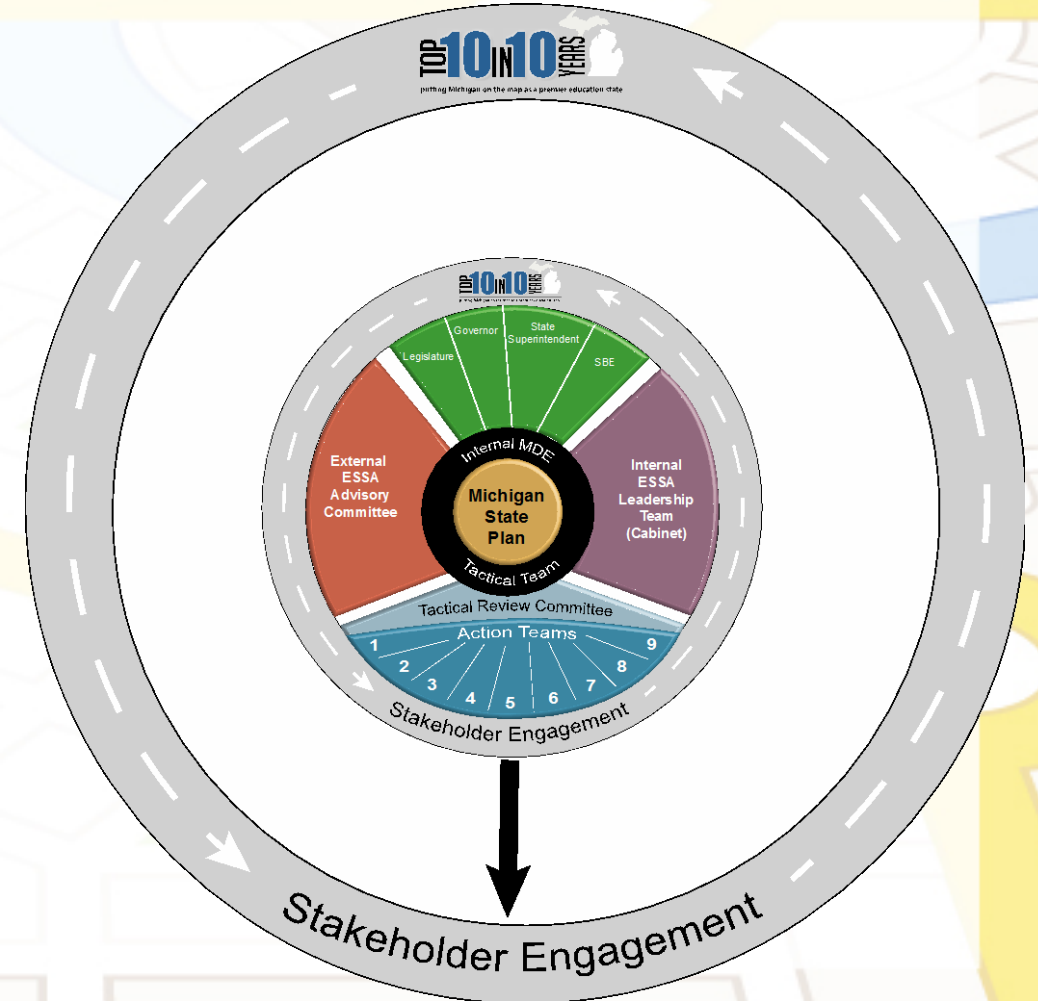 TOP 10 IN 10 YEARS
putting Michigan on the map as a premier education state
TOP 10 IN 10 YEARS
Legislature
Governor
State
Superintendent
SBE
External
ESSA
Advisory
Committee
Internal MDE
Michigan
State
Plan
Tactical Team
Internal
ESSA
Leadership
Team
(Cabinet)
Tactical Review Committee
Action Teams
1
2
3
4
5
6
7
8
9
Stakeholder Engagement
Stakeholder Engagement